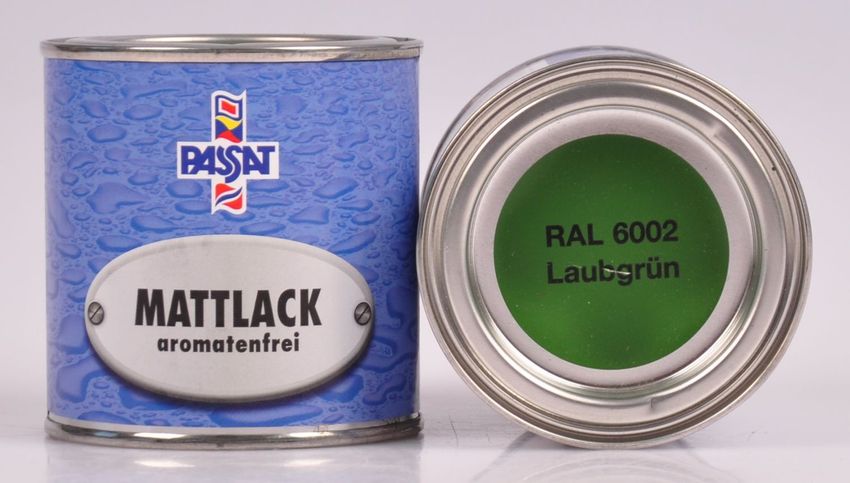 PASSAT
MATTLACK
aromatenfrei
RAL 6002
Laubgrün